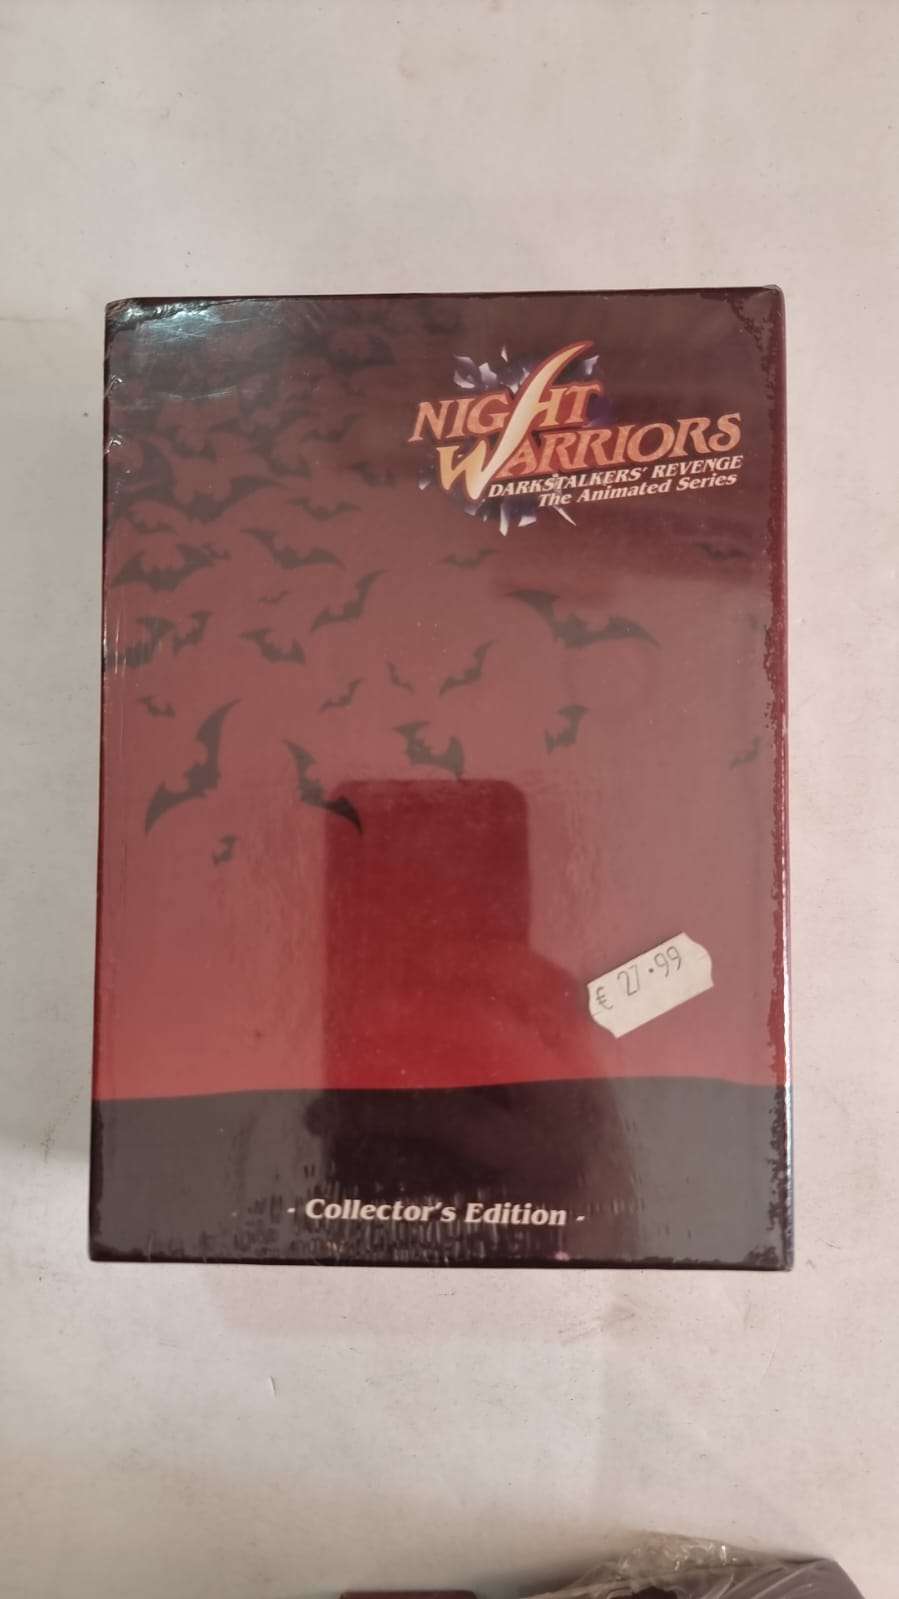 NIGHT
WARRIORS
DARKSTALKERS' REVENGE
The Animated Series
€ 27.99
- Collector's Edition -